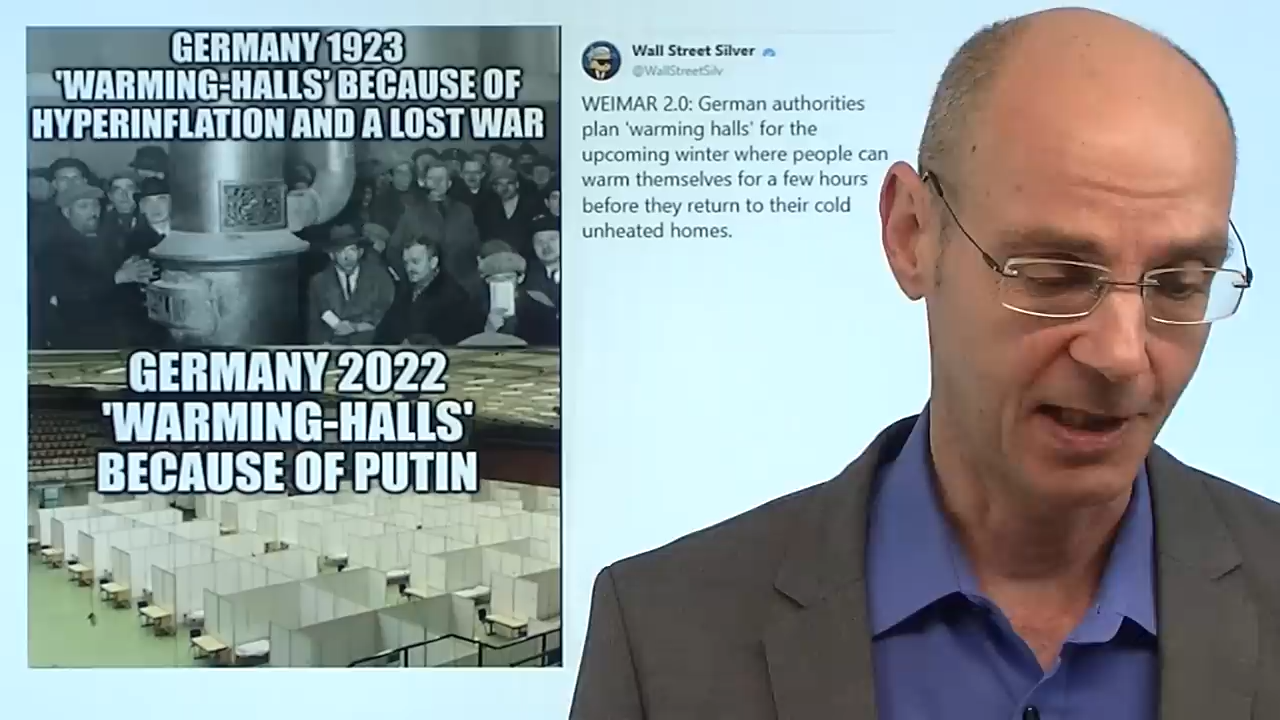 GERMANY 1923
'WARMING-HALLS' BECAUSE OF
HYPERINFLATION AND A LOST WAR
GERMANY 2022
'WARMING-HALLS'
BECAUSE OF PUTIN
Wall Street Silver
@WallStreetSilv
WEIMAR 2.0: German authorities
plan 'warming halls' for the
upcoming winter where people can
warm themselves for a few hours
before they return to their cold
unheated homes.